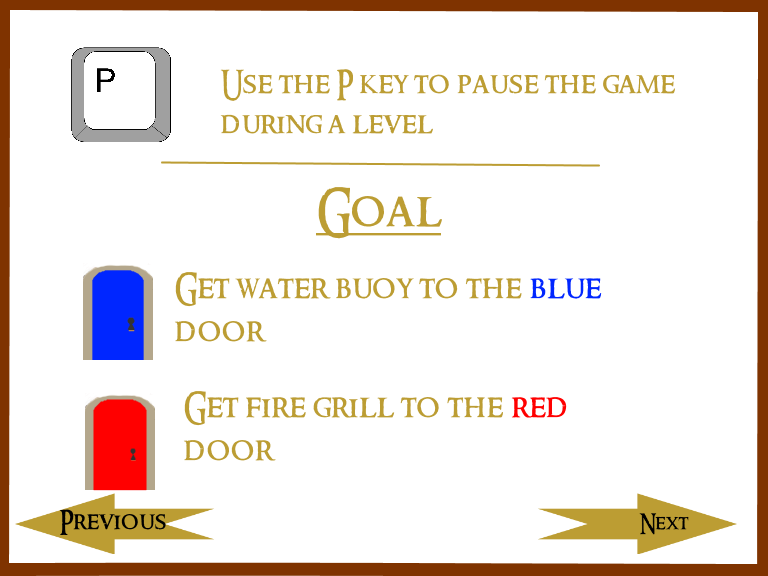 P
Use the P key to pause the game
during a level
Goal
Get water buoy to the blue
door
Get fire grill to the red
door
Previous
Next